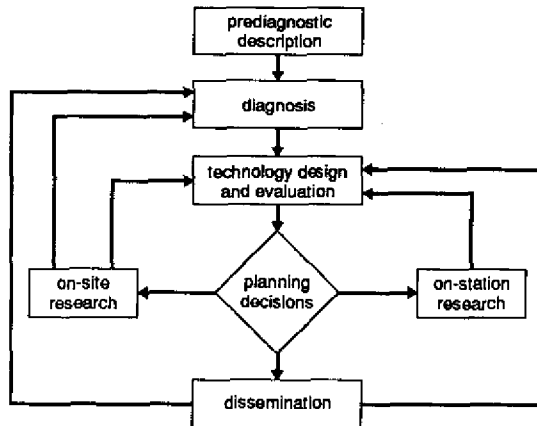 prediagnostic
description
diagnosis
technology design
and evaluation
on-site
research
planning
decisions
on-station
research
dissemination